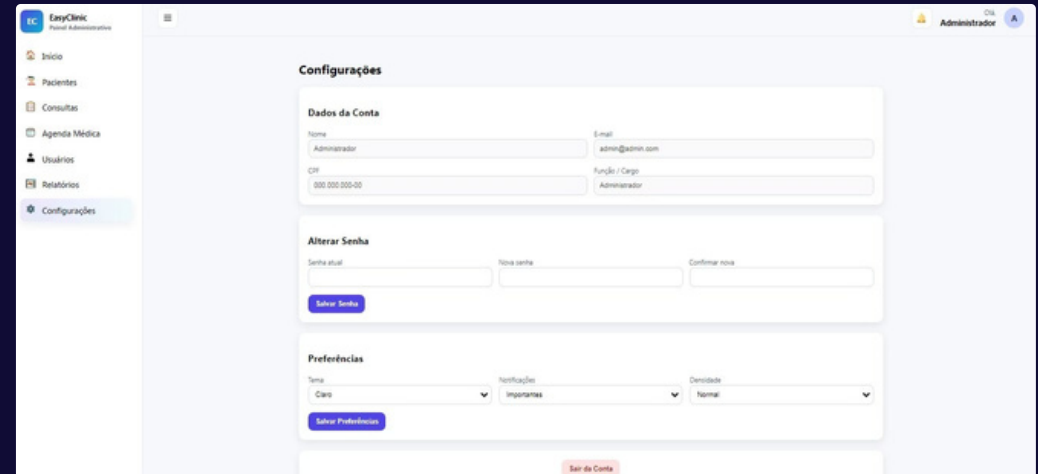 EC
EasyClinic
Painel Administrativo
☰
Olá,
Administrador
A
Início
Pacientes
Consultas
Agenda Médica
Usuários
Relatórios
Configurações
Configurações
Dados da Conta
Nome
E-mail
Administrador
admin@admin.com
CPF
Função / Cargo
000.000.000-00
Administrador
Alterar Senha
Senha atual
Nova senha
Confirmar nova
Salvar Senha
Preferências
Tema
Notificações
Densidade
Claro
Importantes
Normal
Salvar Preferências
Sair da Conta